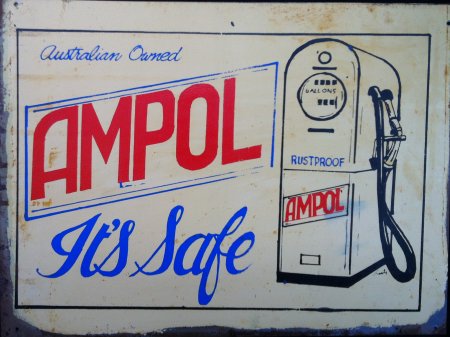 Australian Owned
AMPOL
It's Safe
GALLONS
RUSTPROOF
AMPOL